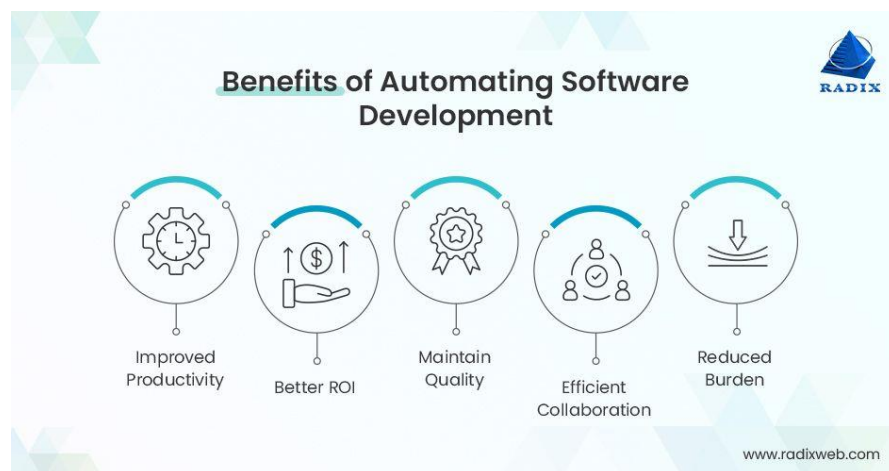 Benefits of Automating Software
Development
RADIX
Improved
Productivity
Better ROI
Maintain
Quality
Efficient
Collaboration
Reduced
Burden
$
www.radixweb.com